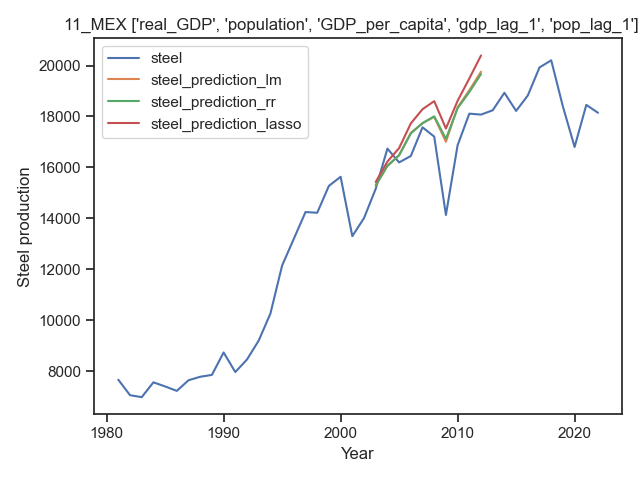 11_MEX ['real_GDP', 'population', 'GDP_per_capita', 'gdp_lag_1', 'pop_lag_1']
steel
steel_prediction_lm
steel_prediction_rr
steel_prediction_lasso
20000
18000
16000
14000
12000
10000
8000
Steel production
1980
1990
2000
2010
2020
Year